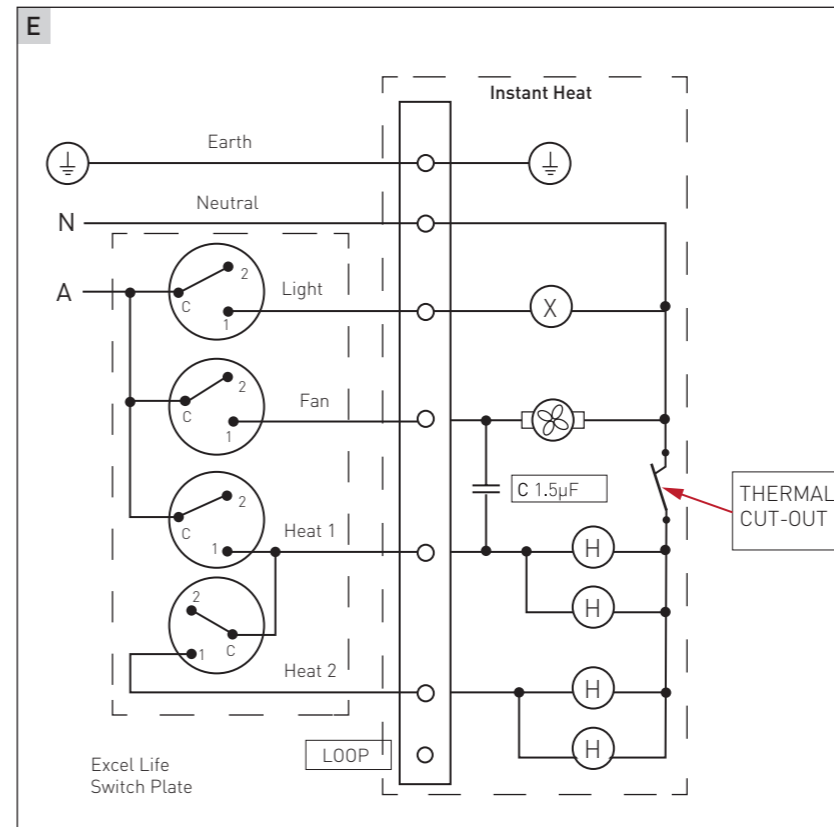 E
Instant Heat
Earth
Neutral
N
A
2
C
1
Light
X
2
C
1
Fan
C 1.5µF
THERMAL
CUT-OUT
2
C
1
Heat 1
H
H
2
C
1
Heat 2
H
H
LOOP
Excel Life
Switch Plate